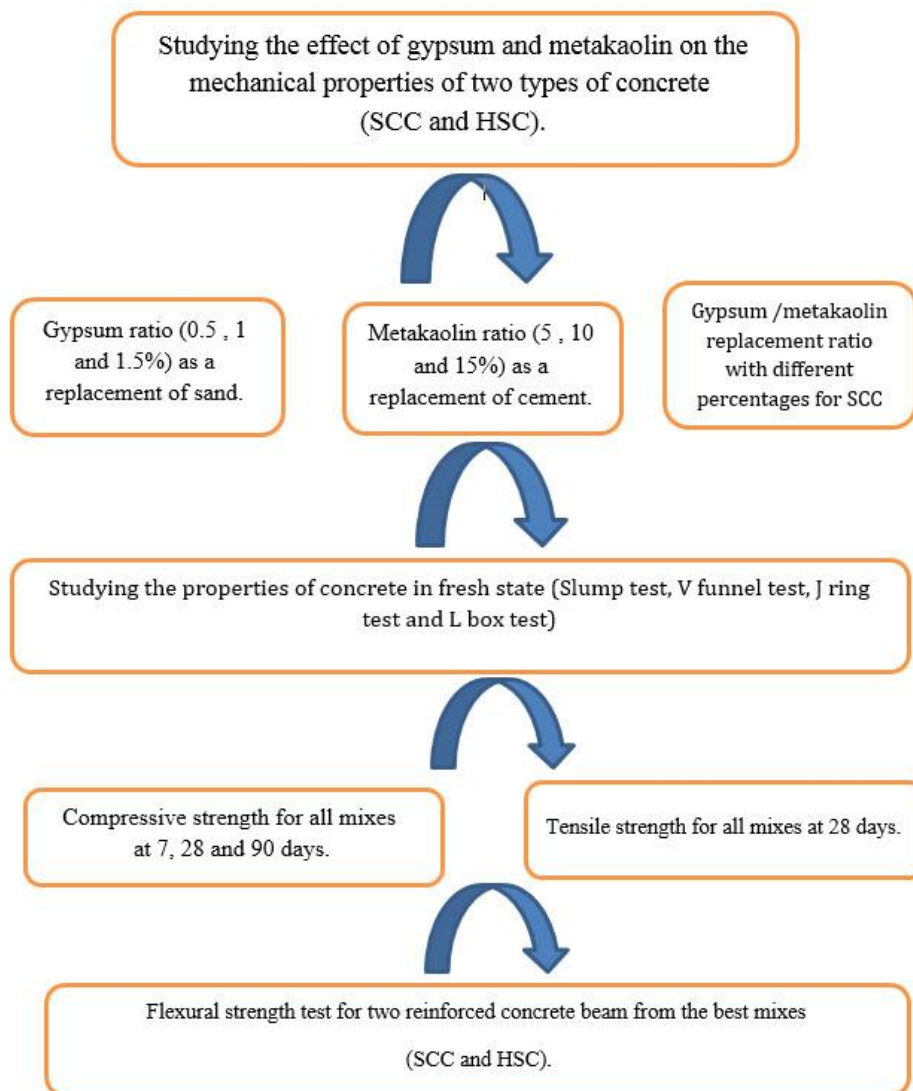 Studying the effect of gypsum and metakaolin on the
mechanical properties of two types of concrete
(SCC and HSC).
Gypsum ratio (0.5 , 1
and 1.5%) as a
replacement of sand.
Metakaolin ratio (5 , 10
and 15%) as a
replacement of cement.
Gypsum /metakaolin
replacement ratio
with different
percentages for SCC
Studying the properties of concrete in fresh state (Slump test, V funnel test, J ring
test and L box test)
Compressive strength for all mixes
at 7, 28 and 90 days.
Tensile strength for all mixes at 28 days.
Flexural strength test for two reinforced concrete beam from the best mixes
(SCC and HSC).